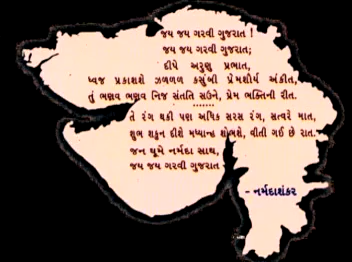 જય જય ગરવી ગુજરાત !
જય જય ગરવી ગુજરાત;
દીપે અરુણુ પ્રભાત,
ધ્વજ પ્રકાશશે ઝળળળ કસુંબી પ્રેમશૌર્ય અંકીત,
તું ભણવ ભણવ નિજ સંતતિ સઉને, પ્રેમ ભક્તિની રીત.
.......
તે રંગ થકી પણ અધિક સરસ રંગ, સત્વરે માત,
શુભ શકુન દીશે મધ્યાન્હ શોભશે, વીતી ગઈ છે રાત.
જન ઘૂમે નર્મદા સાથ,
જય જય ગરવી ગુજરાત
- નર્મદાશંકર